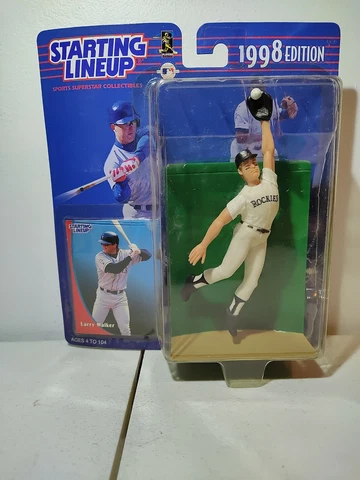 STARTING
LINEUP
SPORTS SUPERSTAR COLLECTIBLES
1998 EDITION
STARTING
LINEUP
ROCKIES
Larry Walker
AGES 4 TO 104